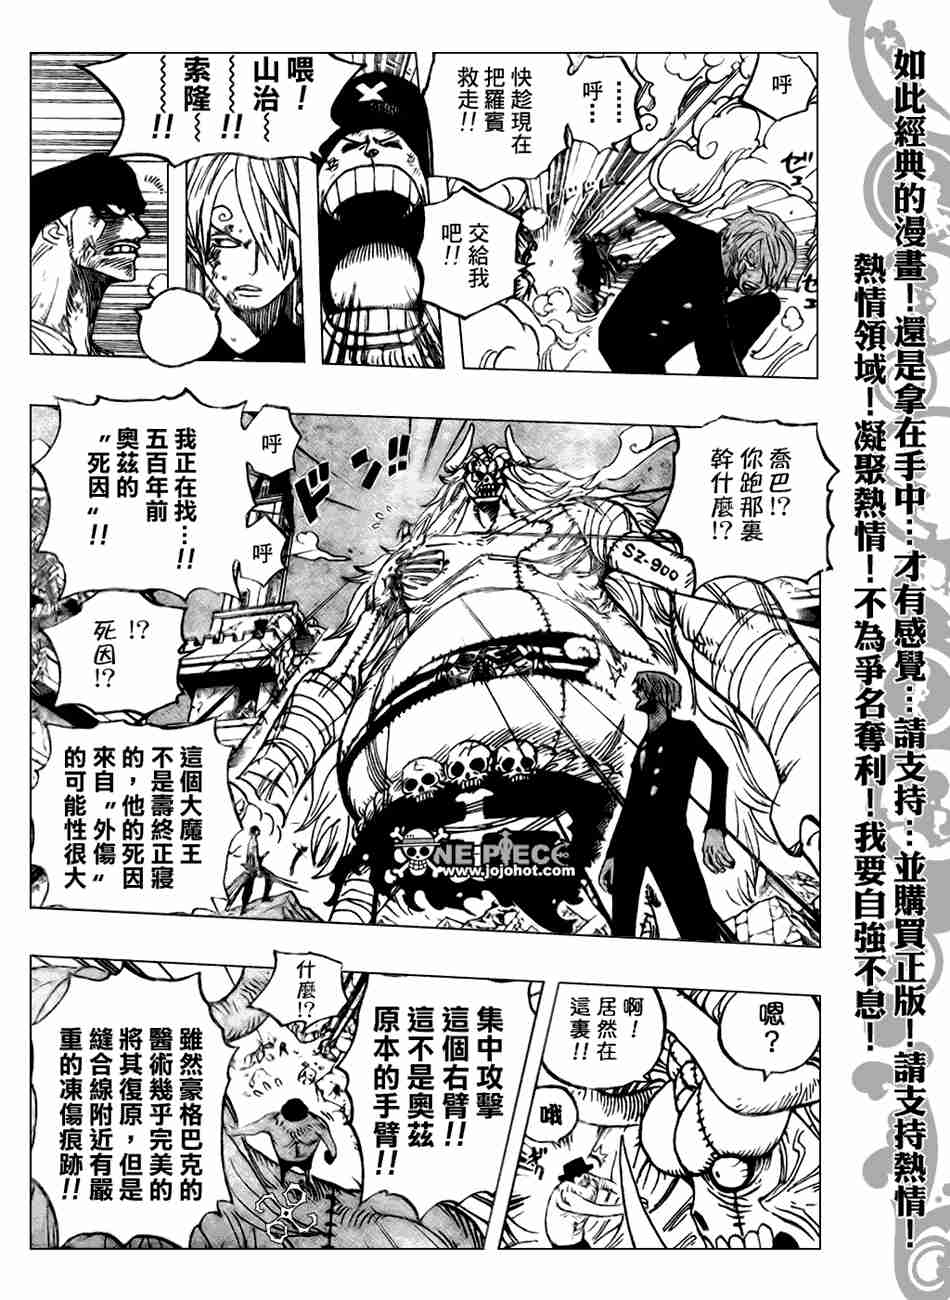 呼
呼
……
……
快趁現在
把羅賓
救走!!
交給我
吧!!
ゼェ
ゼェ
喂!
山治
～～!!
索隆
～～!!
喬巴!?
你跑那裏
幹什麼!?
SZ-900
ドン!!
呼
呼
我正在找…!!
五百年前
奧茲的
"死因"!!
!?
死因!?
這個大魔王
不是壽終正寢
的，他的死因
來自"外傷"
的可能性很大
ONE PIECE
www.jojohot.com
嗯?
啊!
居然在
這裏!!
哦
集中攻擊
這個右臂!!
這不是奧茲
原本的手臂!!
什麼!?
雖然豪格巴克的
醫術幾乎完美的
將其復原，但是
縫合線附近有嚴
重的凍傷痕跡!!
如此經典的漫畫！還是拿在手中…才有感覺…請支持…並購買正版！請支持熱情！
熱情領域！凝聚熱情！不為爭名奪利！我要自強不息！